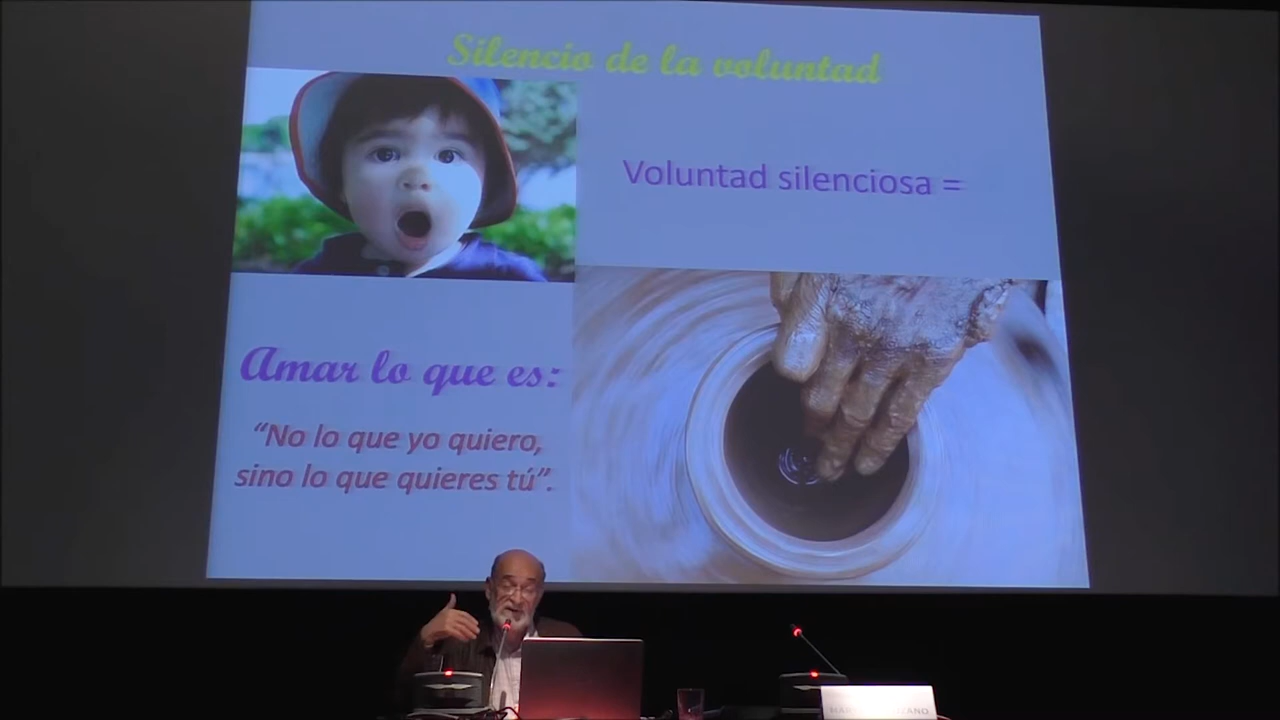 Silencio de la voluntad
Voluntad silenciosa =
Amar lo que es:
“No lo que yo quiero,
sino lo que quieres tú”.